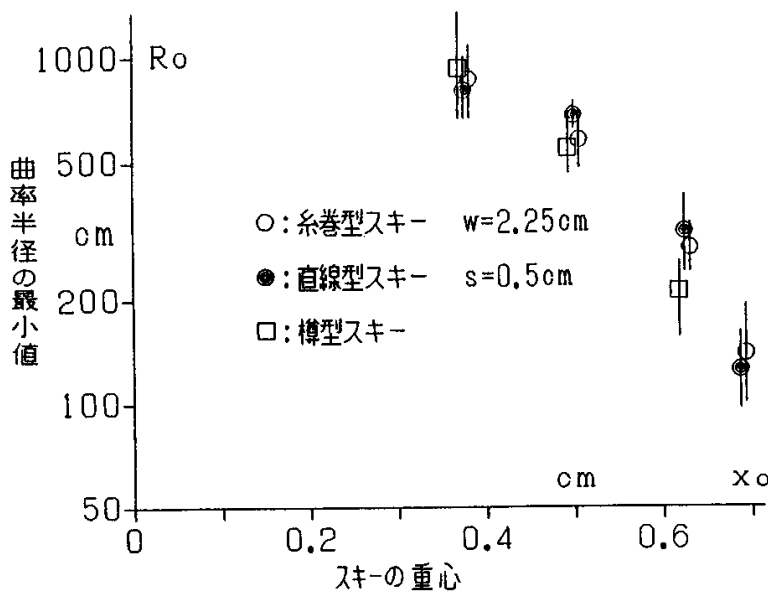 1000
Ro
500
cm
200
100
50
曲率半径の最小値
○:糸巻型スキー w=2.25cm
◉:直線型スキー s=0.5cm
□:樽型スキー
cm
xo
0
0.2
0.4
0.6
スキーの重心